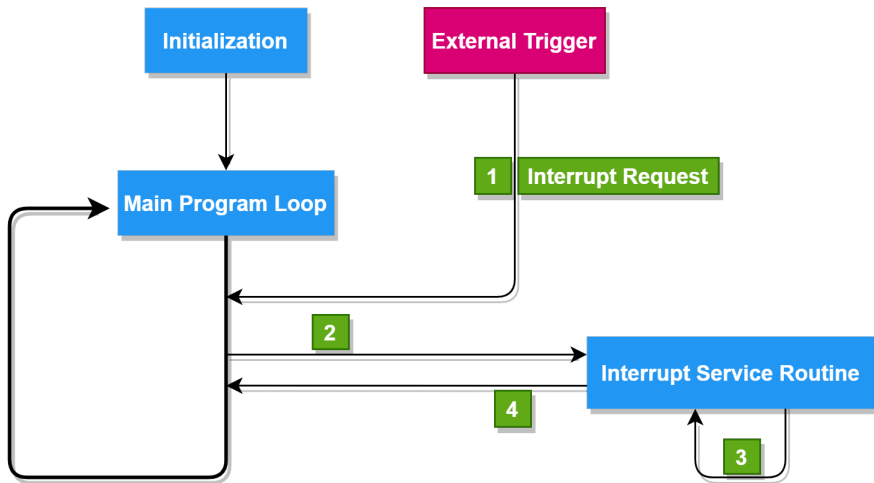 Initialization
External Trigger
1
Interrupt Request
Main Program Loop
2
Interrupt Service Routine
4
3